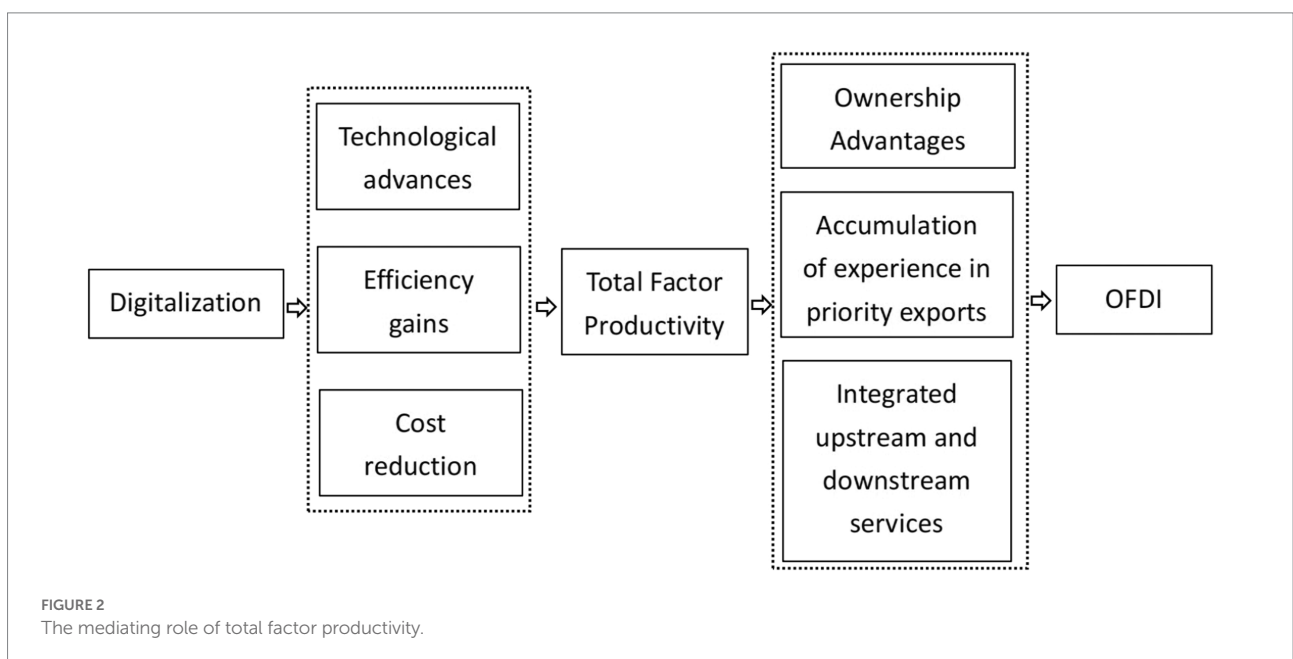 Digitalization
Technological
advances
Efficiency
gains
Cost
reduction
Total Factor
Productivity
Ownership
Advantages
Accumulation
of experience in
priority exports
Integrated
upstream and
downstream
services
OFDI
FIGURE 2
The mediating role of total factor productivity.